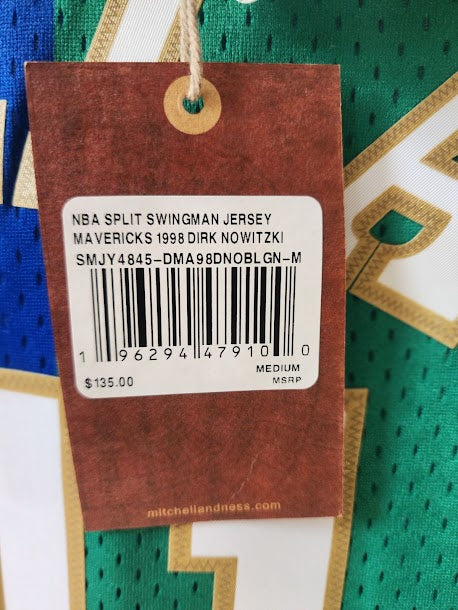 NBA SPLIT SWINGMAN JERSEY
MAVERICKS 1998 DIRK NOWITZKI
SMJY4845-DMA98DNOBLGN-M
1 96294 47910 0
$135.00
MEDIUM
MSRP
mitchellandness.com